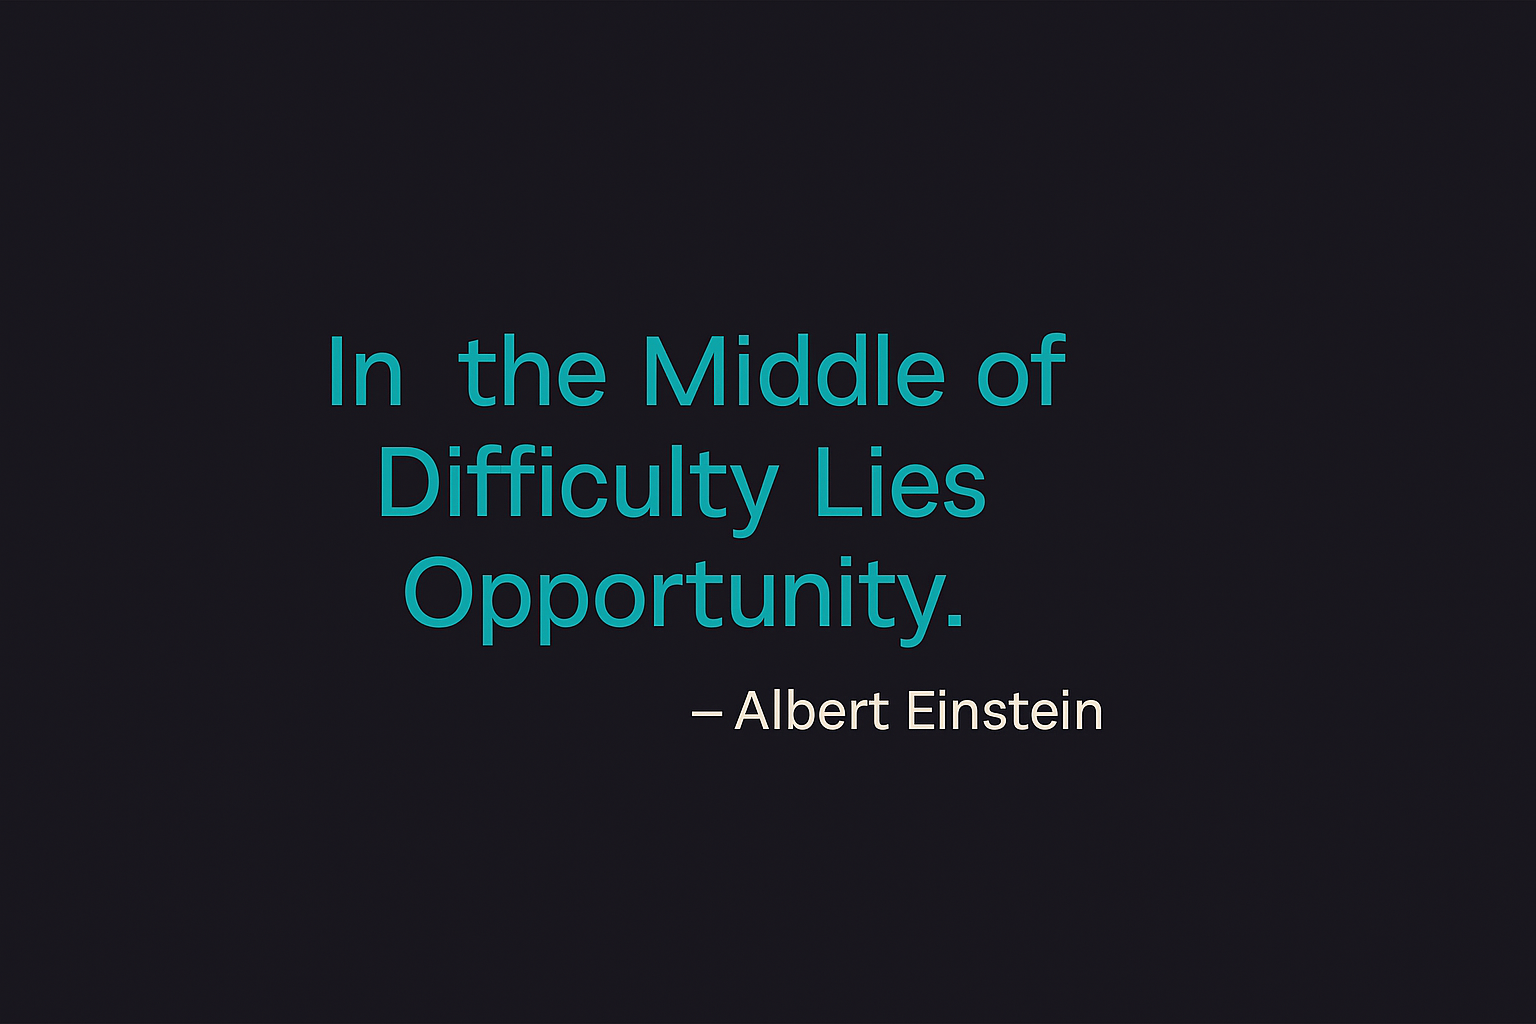 In  the Middle of
Difficulty Lies
Opportunity.
– Albert Einstein